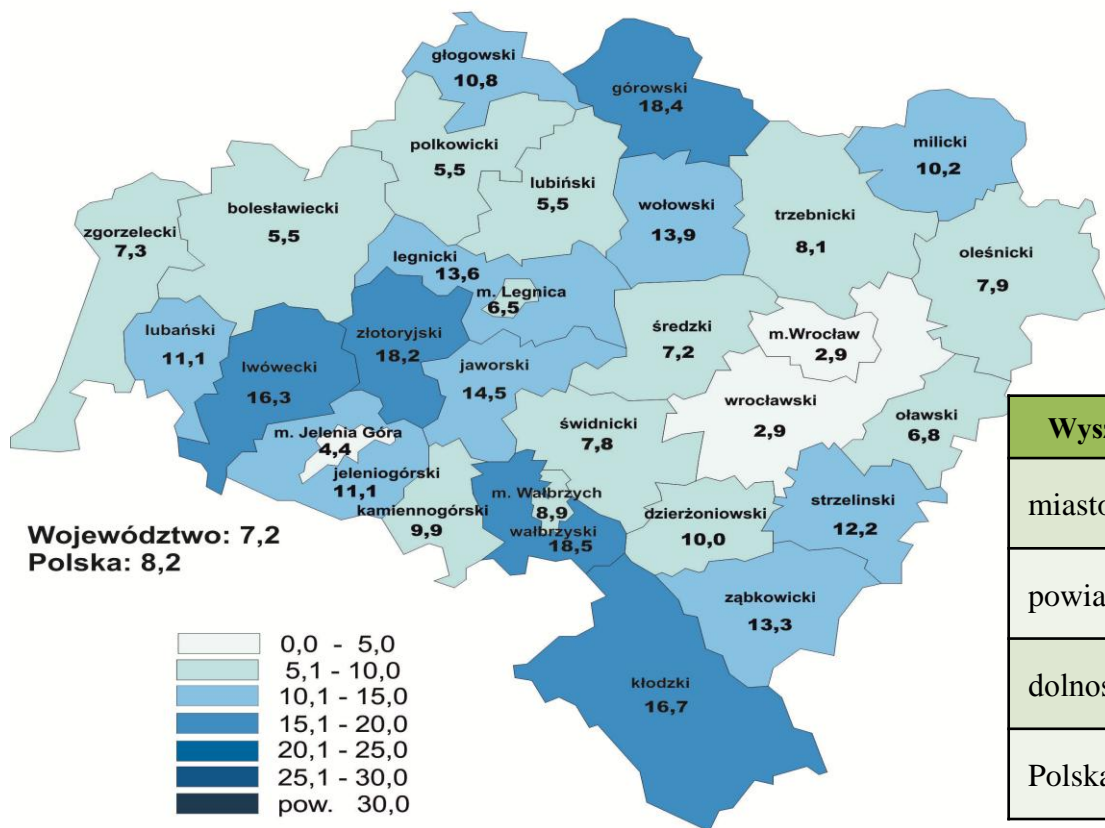 głogowski
10,8
górowski
18,4
milicki
10,2
polkowicki
5,5
lubiński
5,5
wołowski
13,9
trzebnicki
8,1
oleśnicki
7,9
zgorzelecki
7,3
bolesławiecki
5,5
legnicki
13,6
m. Legnica
6,5
lubański
11,1
lwówecki
16,3
złotoryjski
18,2
jaworski
14,5
średzki
7,2
m.Wrocław
2,9
wrocławski
2,9
oławski
6,8
m. Jelenia Góra
4,4
jeleniogórski
11,1
kamiennogórski
9,9
świdnicki
7,8
m. Wałbrzych
8,9
wałbrzyski
18,5
dzierżoniowski
10,0
strzelinski
12,2
ząbkowicki
13,3
kłodzki
16,7
Województwo: 7,2
Polska: 8,2
0,0 - 5,0
5,1 - 10,0
10,1 - 15,0
15,1 - 20,0
20,1 - 25,0
25,1 - 30,0
pow. 30,0
Wysz
miasto
powia
dolnoś
Polska